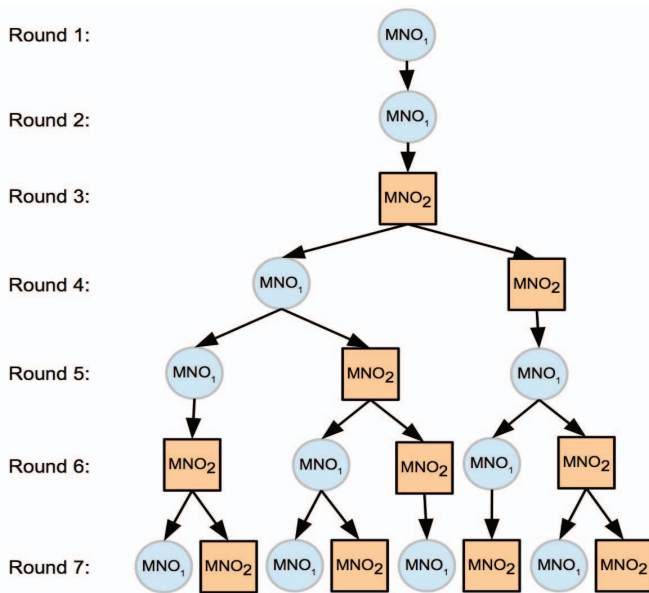 Round 1: MNO₁
Round 2: MNO₁
Round 3: MNO2
Round 4: MNO₁ MNO2
Round 5: MNO₁ MNO2 MNO₁
Round 6: MNO2 MNO₁ MNO2 MNO₁ MNO2
Round 7: MNO₁ MNO2 MNO₁ MNO2 MNO₁ MNO2 MNO₁ MNO2